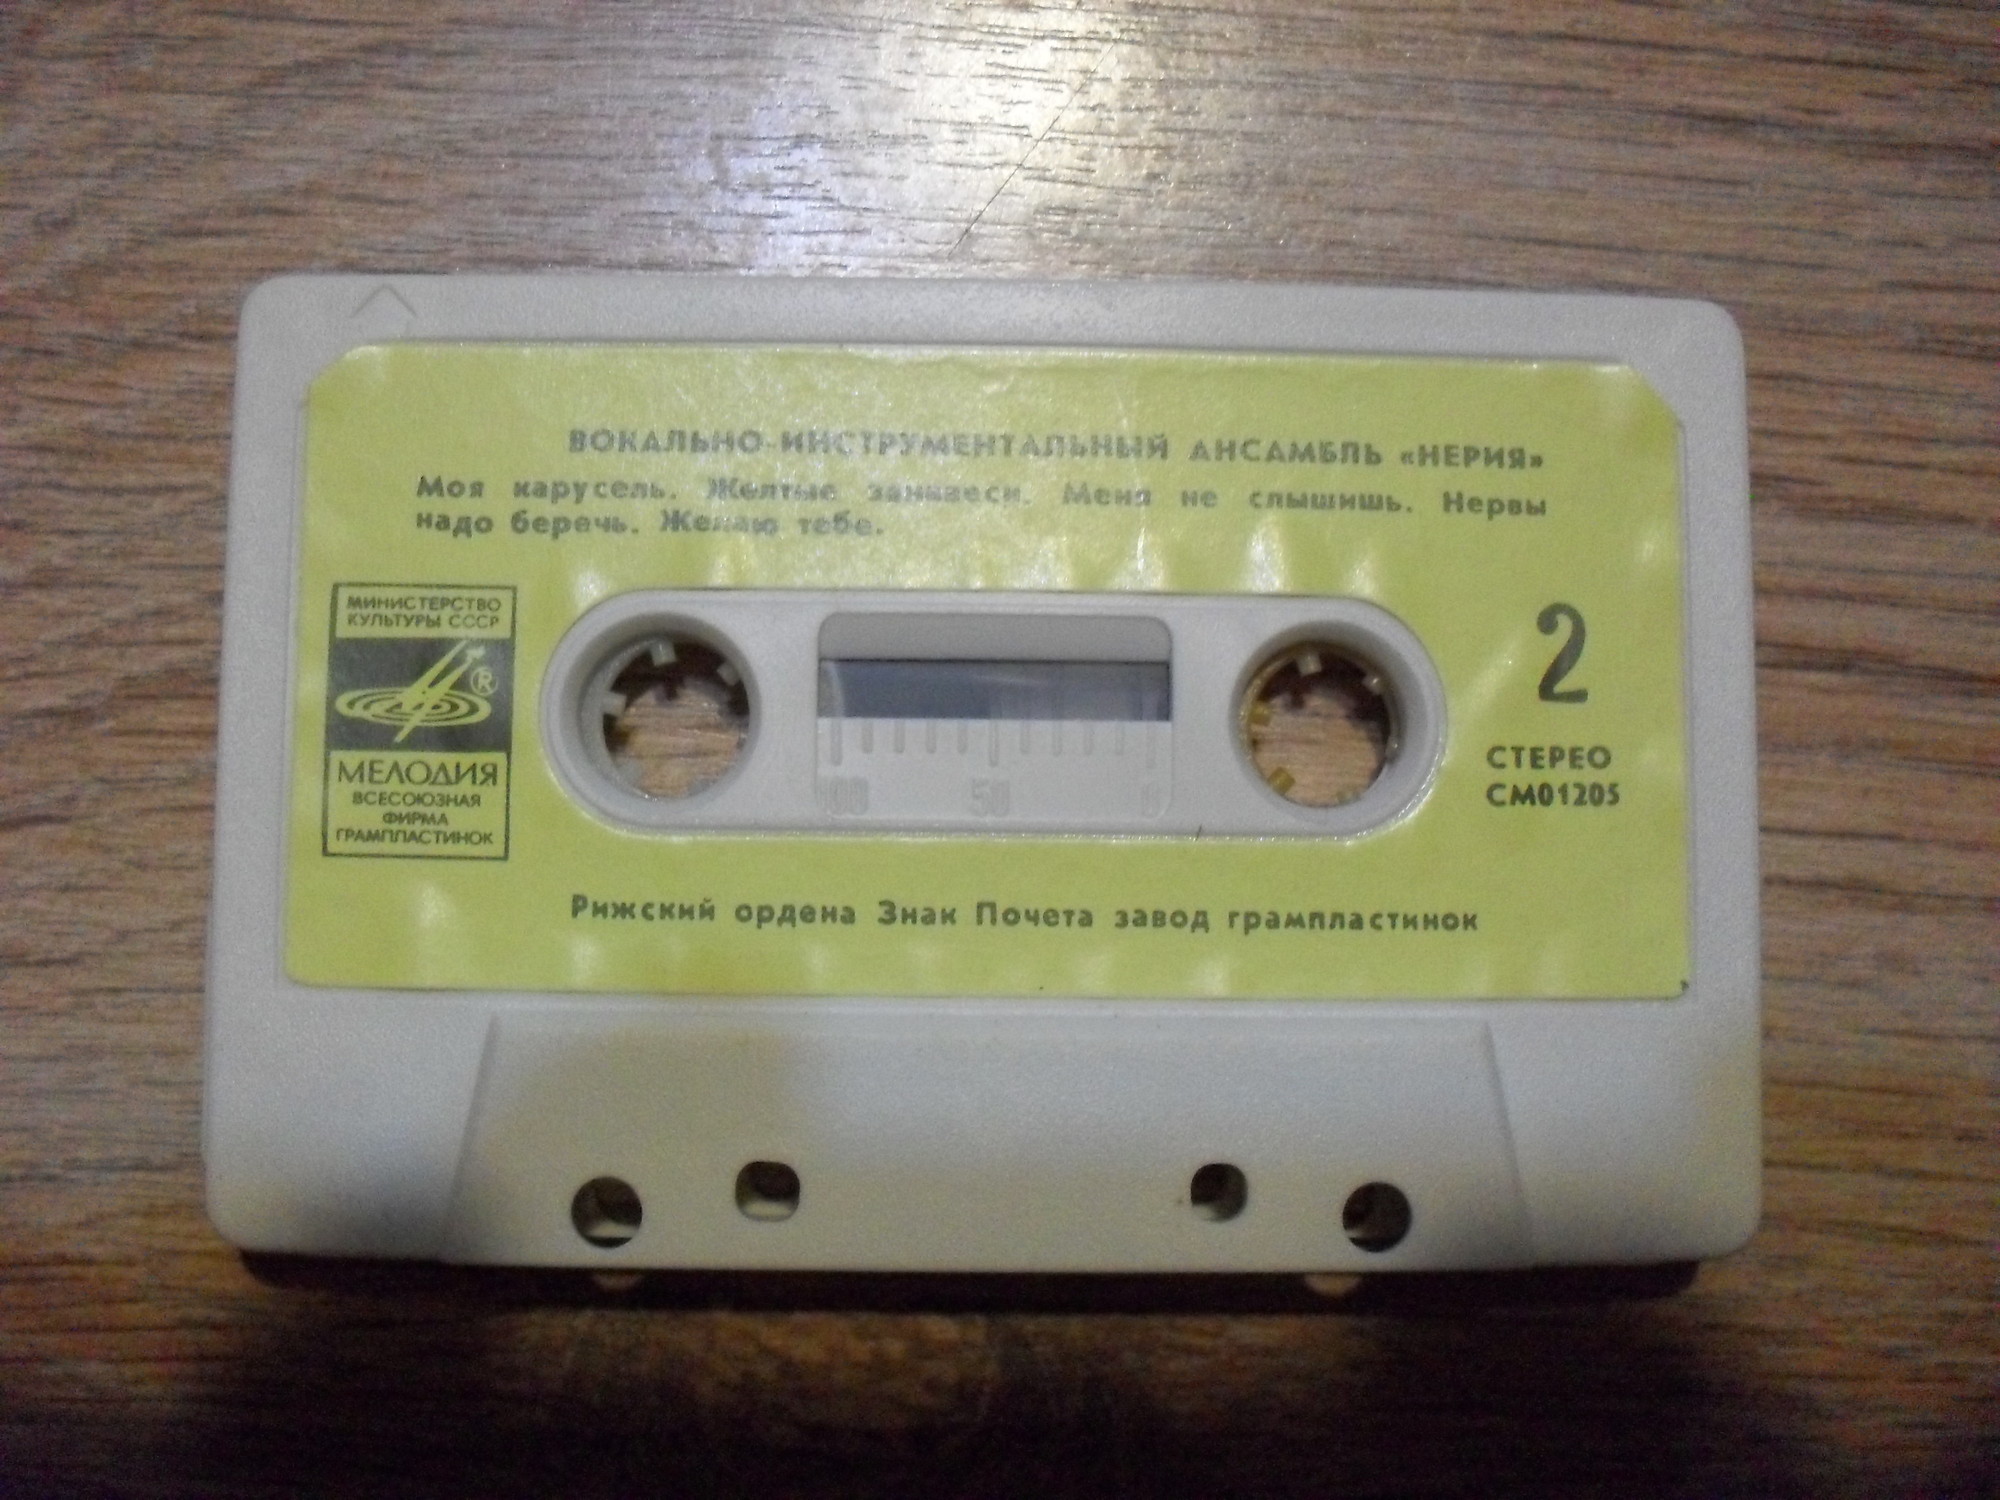 ВОКАЛЬНО-ИНСТРУМЕНТАЛЬНЫЙ АНСАМБЛЬ «НЕРИЯ»
Моя карусель. Желтые занавеси. Меня не слышишь. Нервы
надо беречь. Желаю тебе.
МИНИСТЕРСТВО
КУЛЬТУРЫ СССР
®
МЕЛОДИЯ
ВСЕСОЮЗНАЯ
ФИРМА
ГРАМПЛАСТИНОК
2
СТЕРЕО
СМ01205
100 50 0
Рижский ордена Знак Почета завод грампластинок